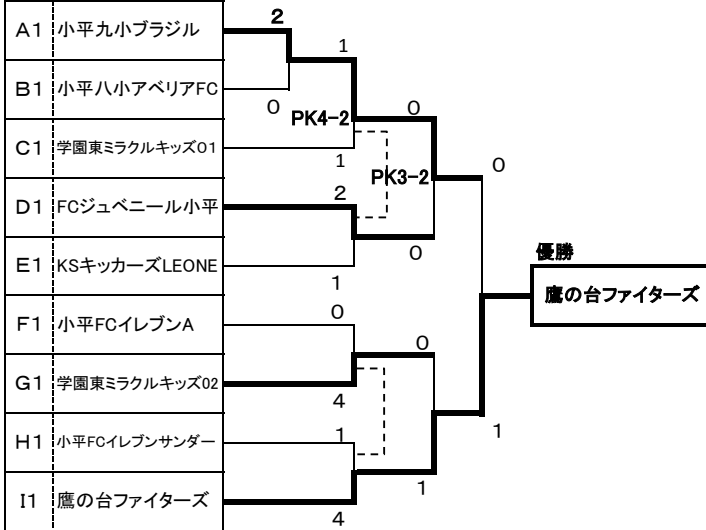 A1 小平九小ブラジル
B1 小平八小アベリアFC
C1 学園東ミラクルキッズ01
D1 FCジュベニール小平
E1 KSキッカーズLEONE
F1 小平FCイレブンA
G1 学園東ミラクルキッズ02
H1 小平FCイレブンサンダー
I1 鷹の台ファイターズ
2
0
1
PK4-2
1
2
1
0
4
1
4
0
PK3-2
0
0
1
0
1
優勝
鷹の台ファイターズ